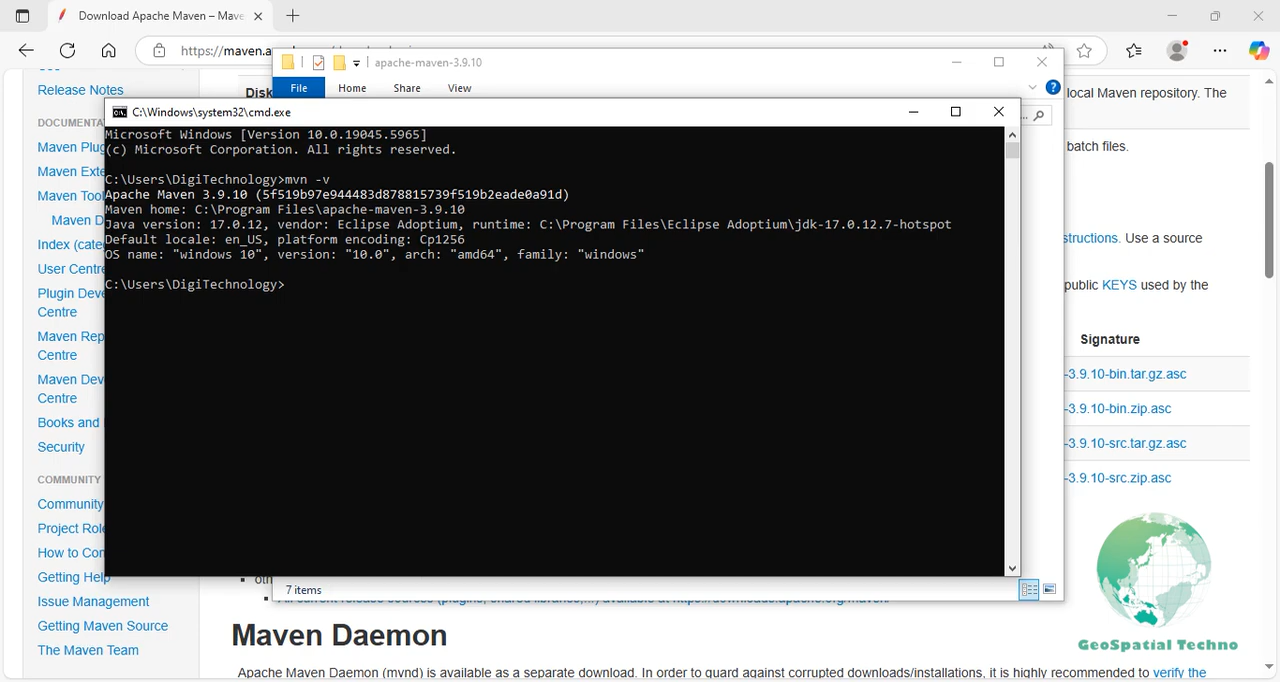 Download Apache Maven – Mave
https://maven.a
apache-maven-3.9.10
File
Home
Share
View
C:\Windows\system32\cmd.exe
Microsoft Windows [Version 10.0.19045.5965]
(c) Microsoft Corporation. All rights reserved.
C:\Users\DigiTechnology>mvn -v
Apache Maven 3.9.10 (5f519b97e944483d878815739f519b2eade0a91d)
Maven home: C:\Program Files\apache-maven-3.9.10
Java version: 17.0.12, vendor: Eclipse Adoptium, runtime: C:\Program Files\Eclipse Adoptium\jdk-17.0.12.7-hotspot
Default locale: en_US, platform encoding: Cp1256
OS name: "windows 10", version: "10.0", arch: "amd64", family: "windows"
C:\Users\DigiTechnology>
7 items
Release Notes
DOCUMENTA
Maven Plug
Maven Exte
Maven Tool
Maven D
Index (cate
User Centre
Plugin Deve
Centre
Maven Rep
Centre
Maven Deve
Centre
Books and
Security
COMMUNITY
Community
Project Role
How to Con
Getting Help
Issue Management
Getting Maven Source
The Maven Team
Disk
local Maven repository. The
batch files.
structions. Use a source
public KEYS used by the
Signature
-3.9.10-bin.tar.gz.asc
-3.9.10-bin.zip.asc
-3.9.10-src.tar.gz.asc
-3.9.10-src.zip.asc
GeoSpatial Techno
Maven Daemon
Apache Maven Daemon (mvnd) is available as a separate download. In order to guard against corrupted downloads/installations, it is highly recommended to verify the